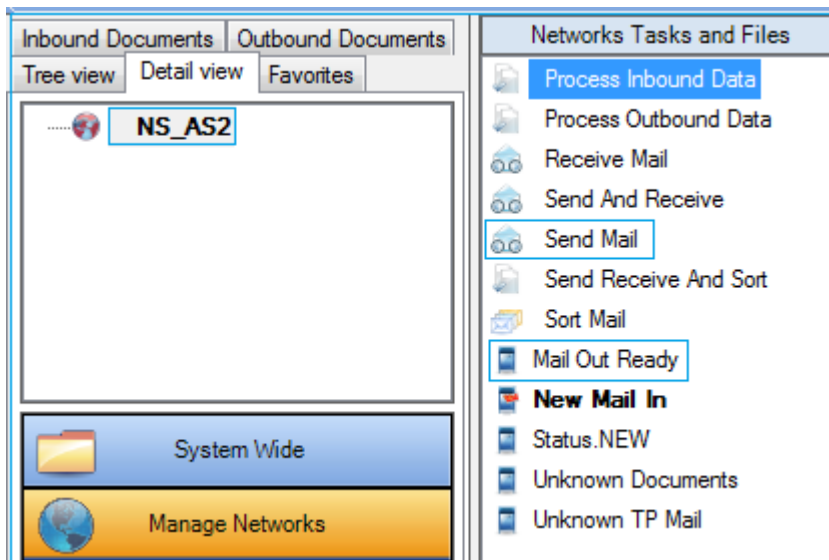 Inbound Documents Outbound Documents
Tree view Detail view Favorites
NS_AS2
System Wide
Manage Networks
Networks Tasks and Files
Process Inbound Data
Process Outbound Data
Receive Mail
Send And Receive
Send Mail
Send Receive And Sort
Sort Mail
Mail Out Ready
New Mail In
Status.NEW
Unknown Documents
Unknown TP Mail